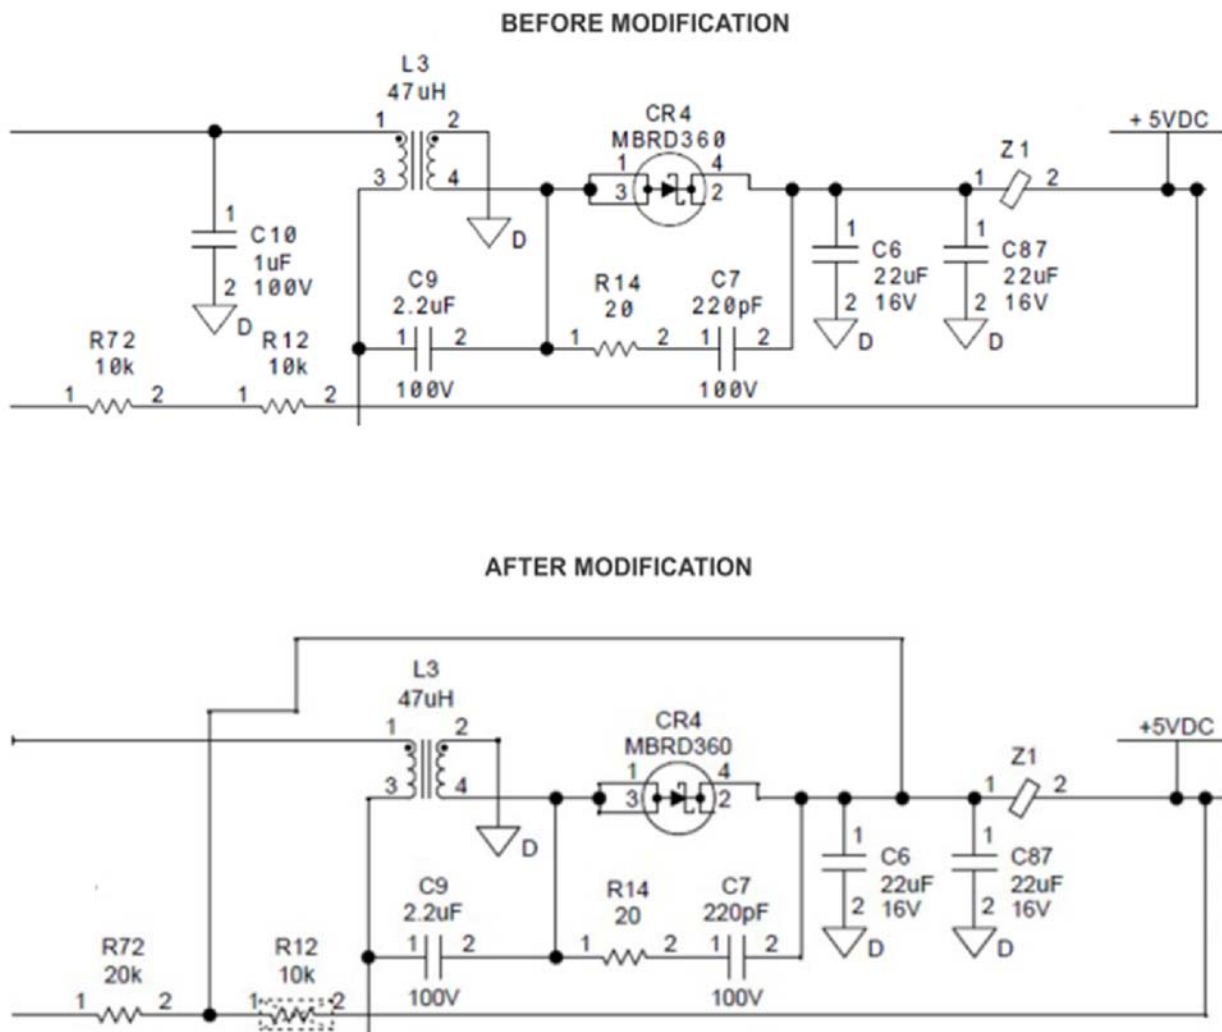 BEFORE MODIFICATION
L3
47uH
CR4
MBRD360
+5VDC
1
2
1
4
Z1
1
2
3
4
3
2
1
C10
1uF
2
100V
D
D
C9
2.2uF
1
2
100V
R14
20
1
2
C7
220pF
1
2
100V
1
C6
22uF
2
16V
D
1
C87
22uF
2
16V
D
R72
10k
1
2
R12
10k
1
2
AFTER MODIFICATION
L3
47uH
CR4
MBRD360
+5VDC
1
2
1
4
Z1
1
2
3
4
3
2
D
C9
2.2uF
1
2
100V
R14
20
1
2
C7
220pF
1
2
100V
1
C6
22uF
2
16V
D
1
C87
22uF
2
16V
D
R72
20k
1
2
R12
10k
1
2